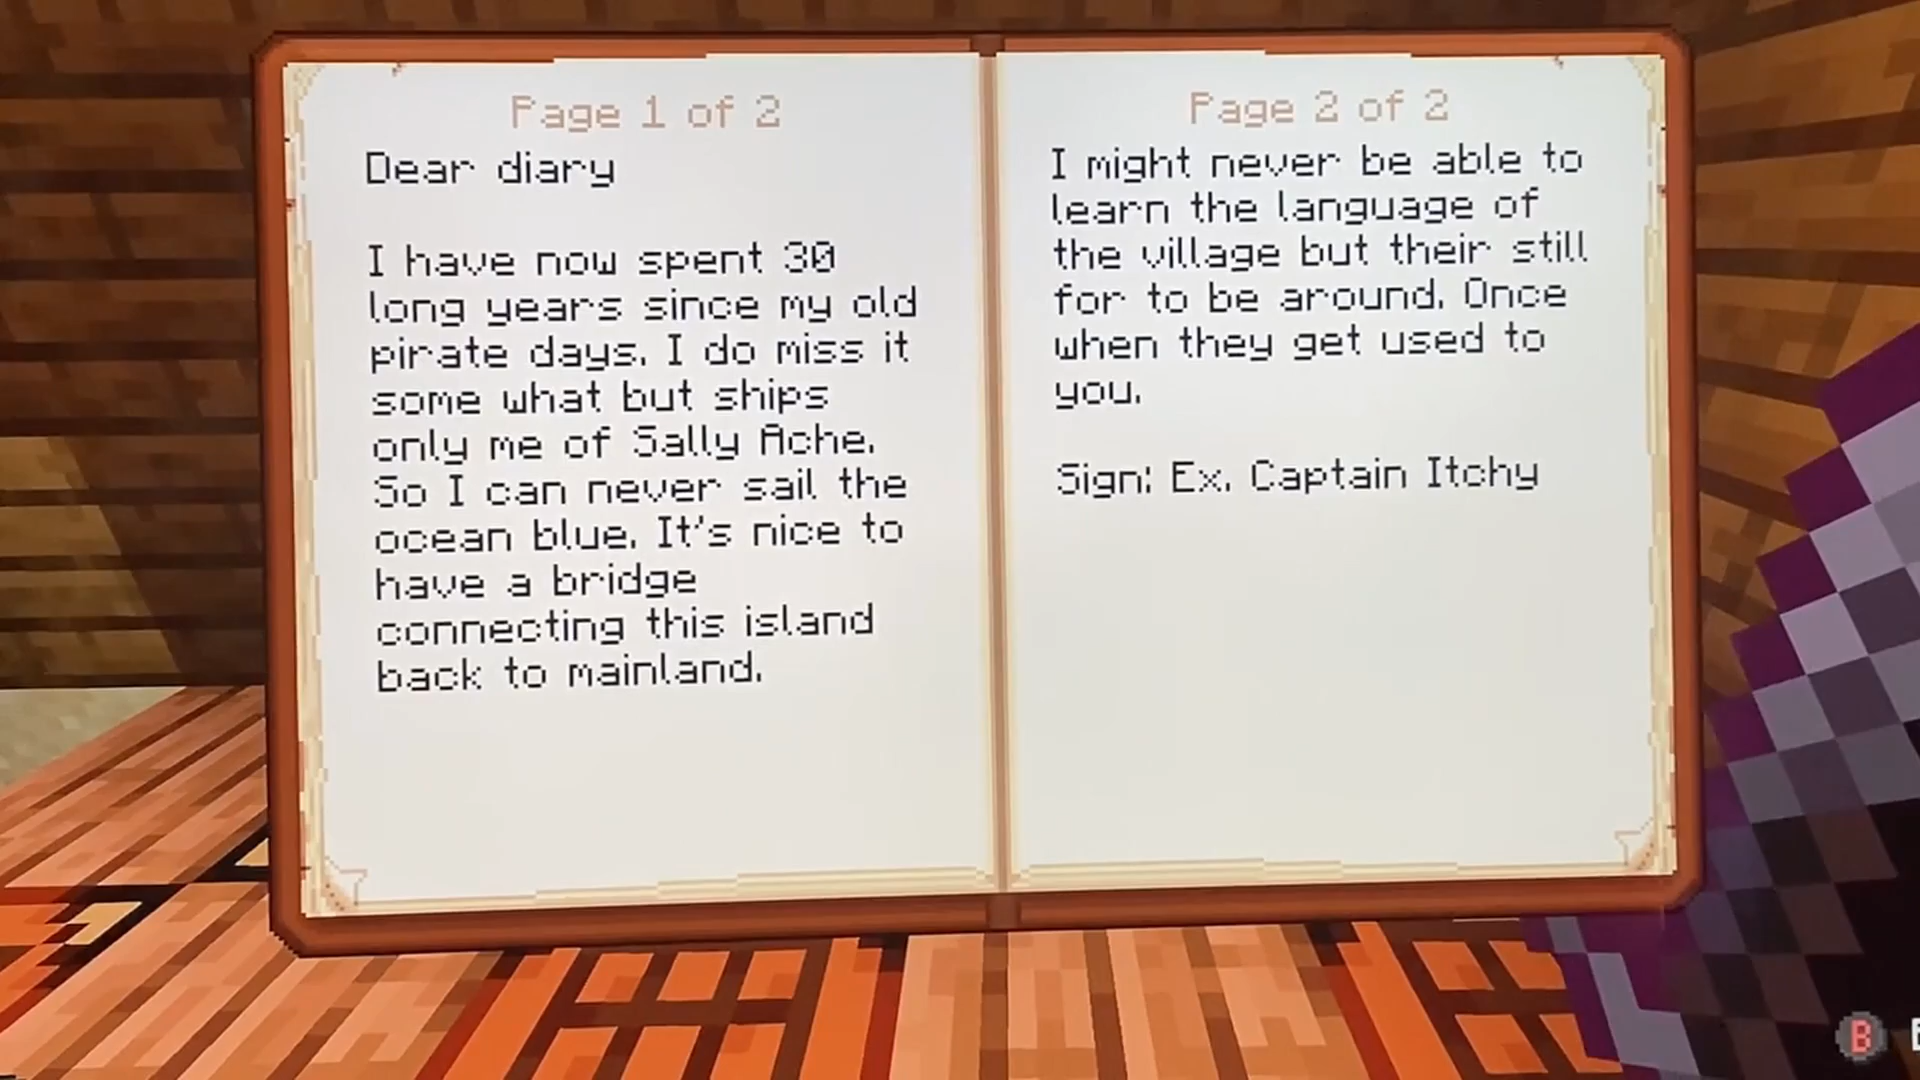 Page 1 of 2
Dear diary
I have now spent 30
long years since my old
pirate days. I do miss it
some what but ships
only me of Sally Ache.
So I can never sail the
ocean blue. It's nice to
have a bridge
connecting this island
back to mainland.
Page 2 of 2
I might never be able to
learn the language of
the village but their still
for to be around. Once
when they get used to
you.
Sign: Ex. Captain Itchy
B